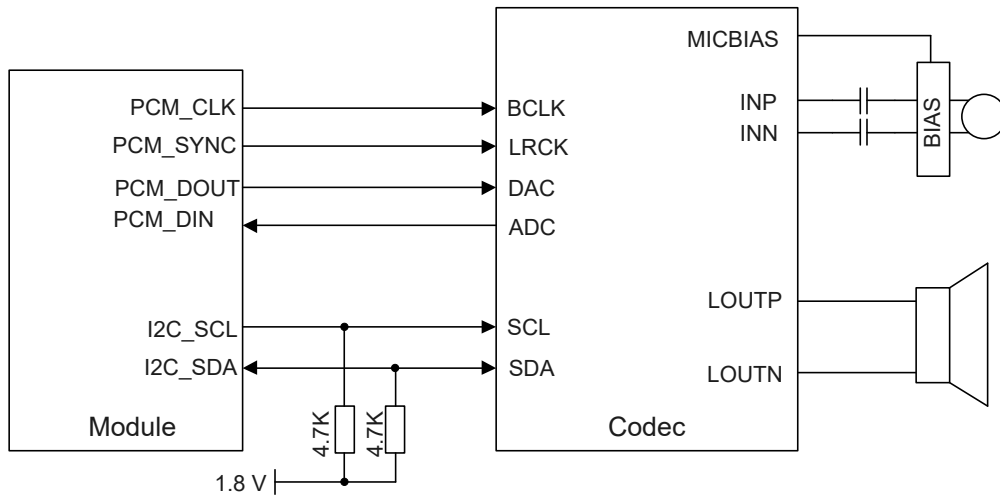 MICBIAS
PCM_CLK
BCLK
INP
PCM_SYNC
LRCK
INN
BIAS
PCM_DOUT
DAC
PCM_DIN
ADC
LOUTP
I2C_SCL
SCL
I2C_SDA
SDA
LOUTN
Module
4.7K
4.7K
Codec
1.8 V